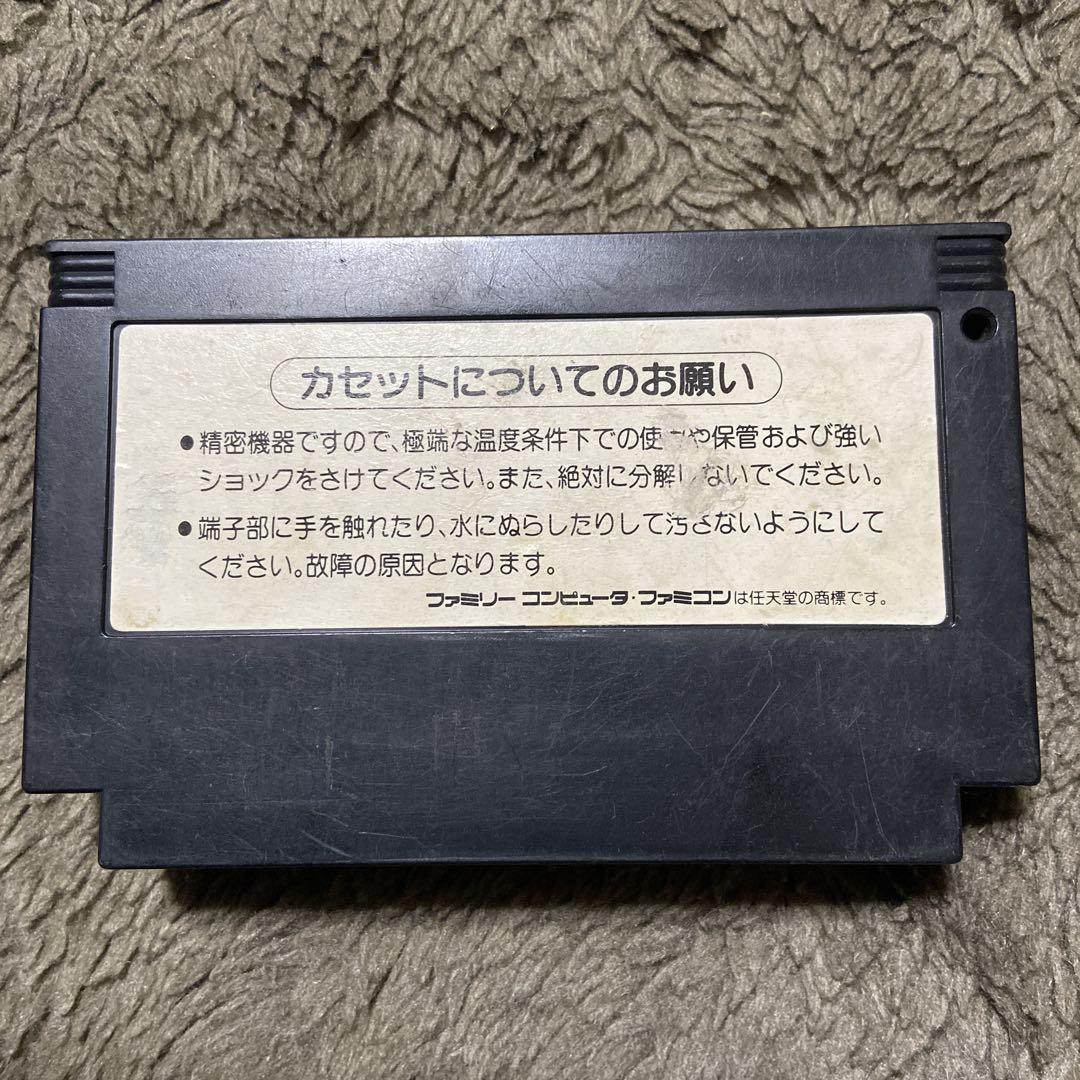 カセットについてのお願い
●精密機器ですので、極端な温度条件下での使 や保管および強い
ショックをさけてください。また、絶対に分解しないでください。
●端子部に手を触れたり、水にぬらしたりして汚さないようにして
ください。故障の原因となります。
ファミリー コンピュータ・ファミコンは任天堂の商標です。